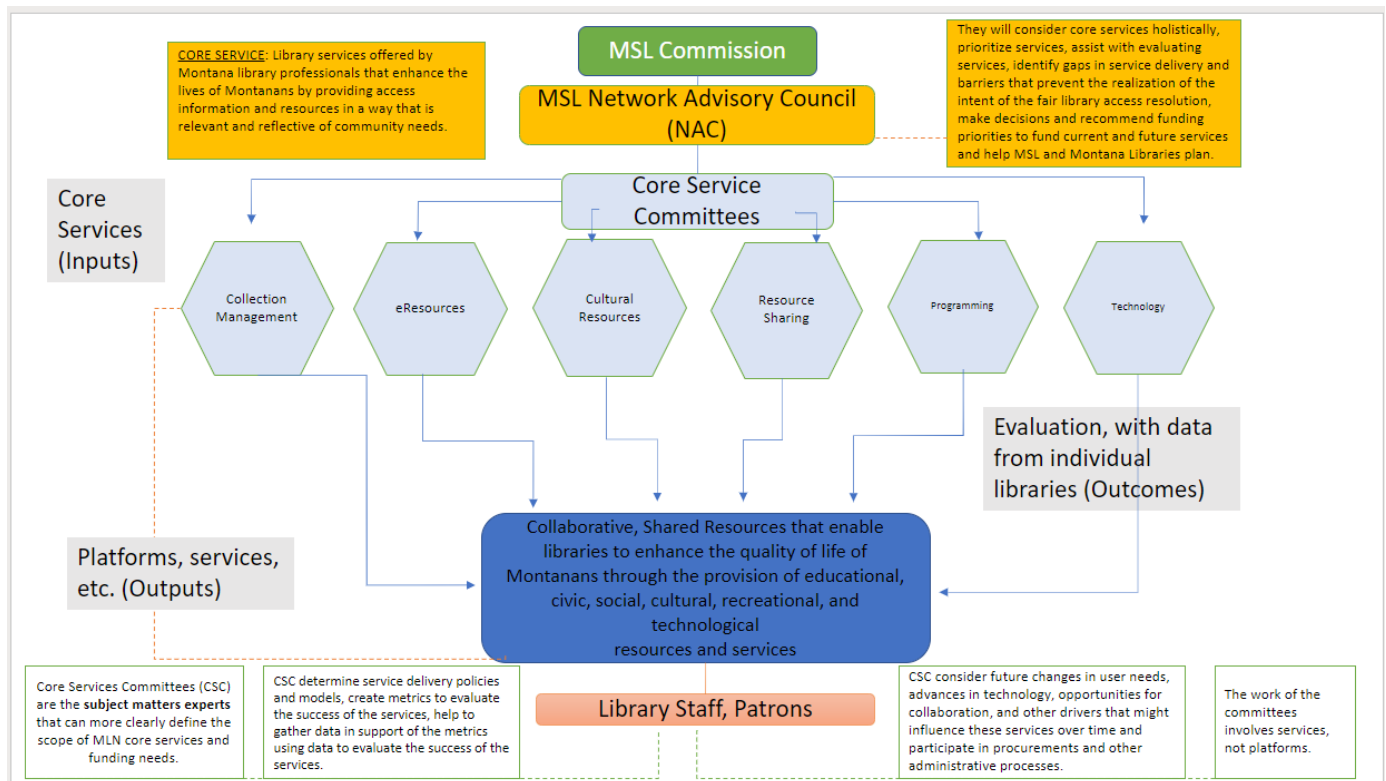 MSL Commission
CORE SERVICE: Library services offered by
Montana library professionals that enhance the
lives of Montanans by providing access
information and resources in a way that is
relevant and reflective of community needs.
MSL Network Advisory Council
(NAC)
They will consider core services holistically,
prioritize services, assist with evaluating
services, identify gaps in service delivery and
barriers that prevent the realization of the
intent of the fair library access resolution,
make decisions and recommend funding
priorities to fund current and future services
and help MSL and Montana Libraries plan.
Core Service
Committees
Core
Services
(Inputs)
Collection
Management
eResources
Cultural
Resources
Resource
Sharing
Programming
Technology
Evaluation, with data
from individual
libraries (Outcomes)
Platforms, services,
etc. (Outputs)
Collaborative, Shared Resources that enable
libraries to enhance the quality of life of
Montanans through the provision of educational,
civic, social, cultural, recreational, and
technological
resources and services
Library Staff, Patrons
Core Services Committees (CSC)
are the subject matters experts
that can more clearly define the
scope of MLN core services and
funding needs.
CSC determine service delivery policies
and models, create metrics to evaluate
the success of the services, help to
gather data in support of the metrics
using data to evaluate the success of the
services.
CSC consider future changes in user needs,
advances in technology, opportunities for
collaboration, and other drivers that might
influence these services over time and
participate in procurements and other
administrative processes.
The work of the
committees
involves services,
not platforms.